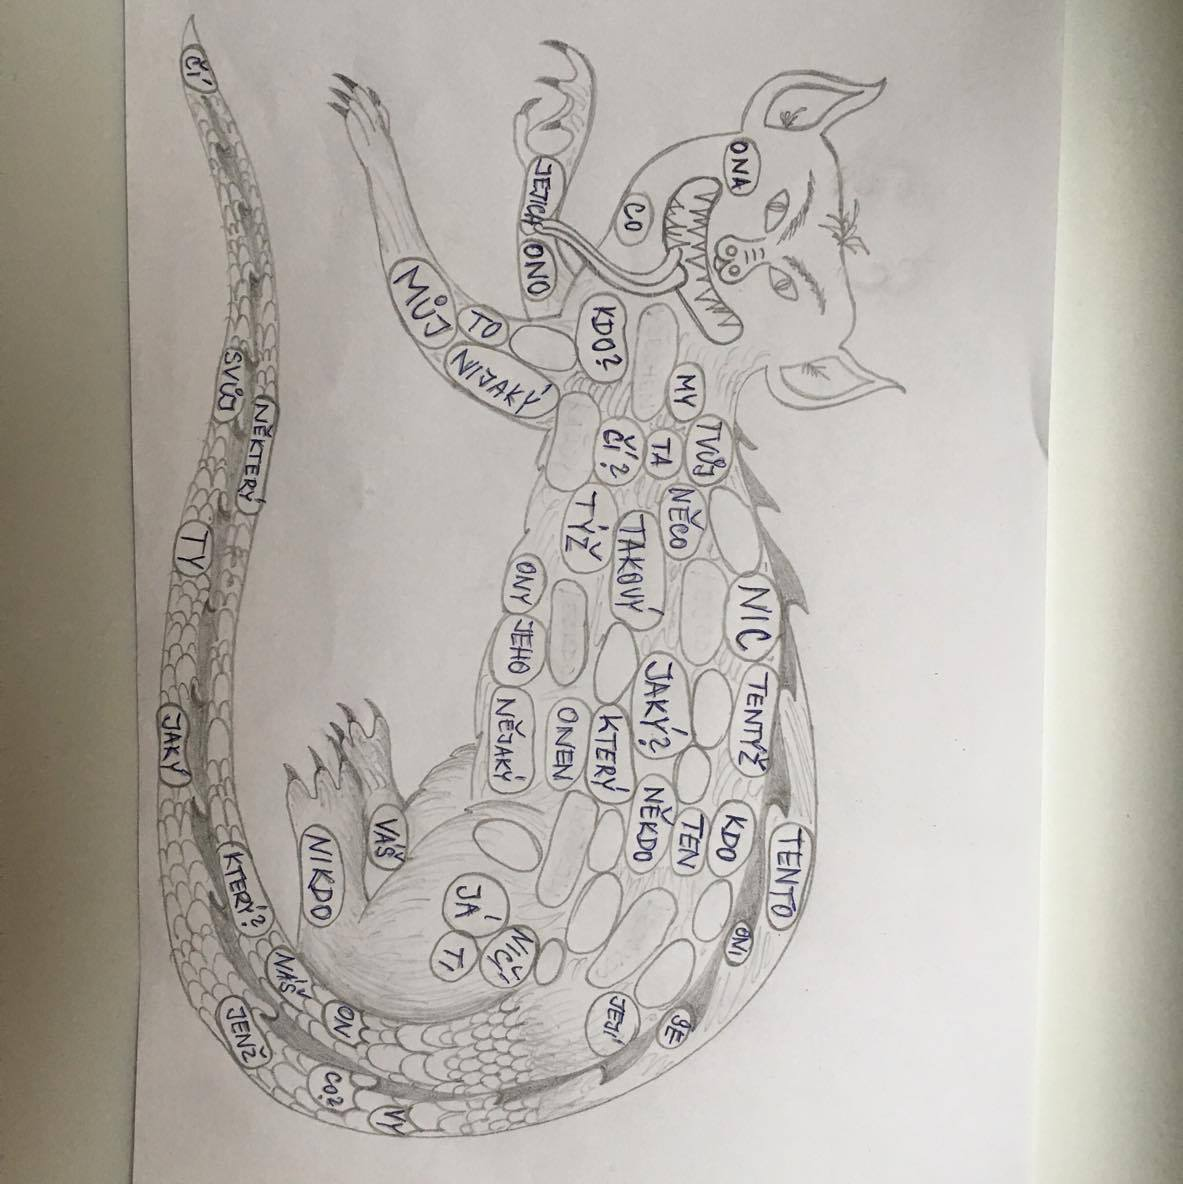 ČÍ
ONA
CO
JEJICH
ONO
MŮJ
TO
NIJAKÝ
KDO?
MY
TVŮJ
TA
ČÍ?
SVŮJ
NĚKTERÝ
NĚCO
TÝŽ
TAKOVÝ
TY
ONY
NIC
JEHO
JAKÝ?
TENTÝŽ
NĚJAKÝ
ONEN
KTERÝ
JAKÝ
NĚKDO
TEN
KDO
TENTO
VÁŠ
NIKDO
KTERÝ?
JÁ
TI
NIČÍ
ONI
NÁŠ
ON
JEJÍ
SE
JENŽ
CO?
VY